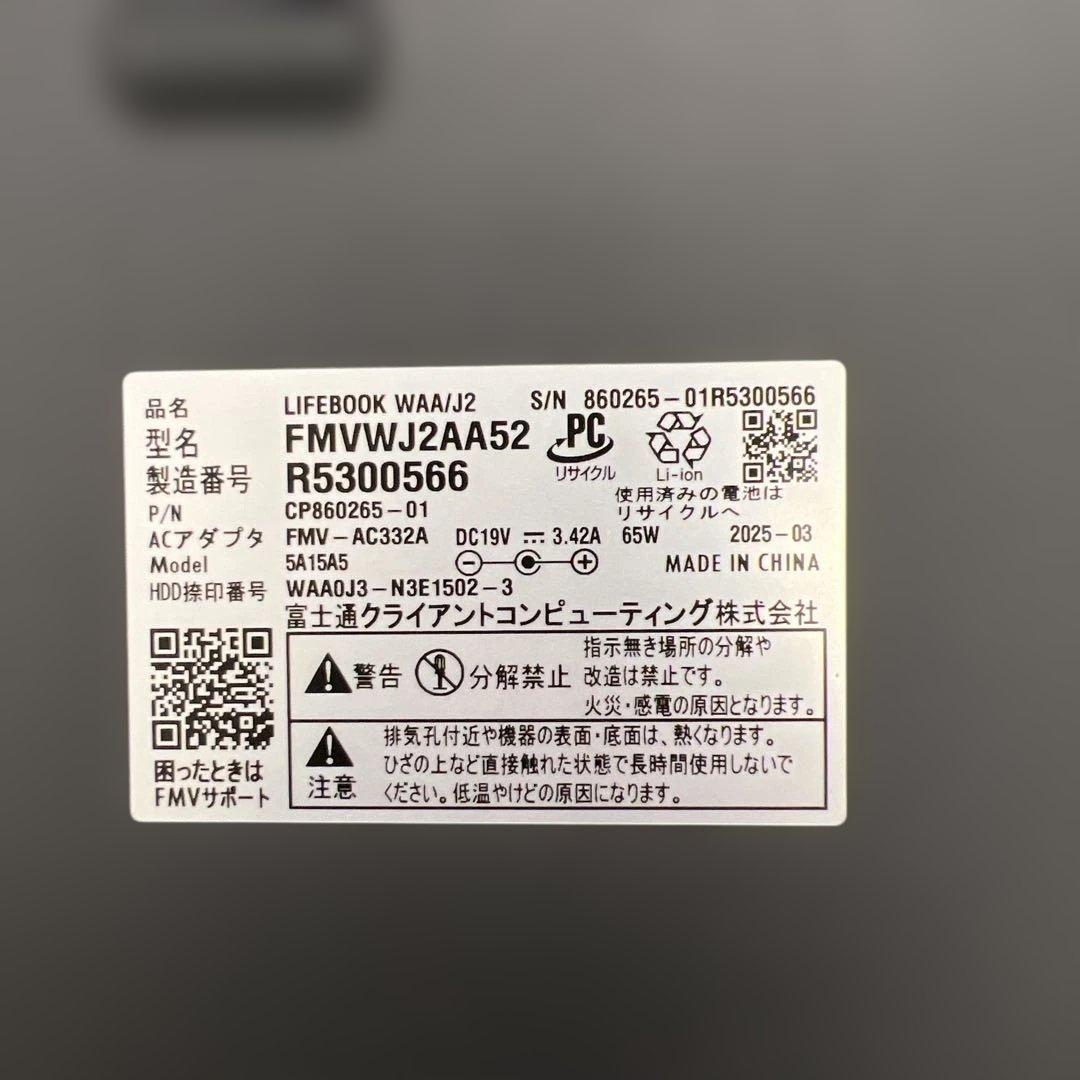 品名 LIFEBOOK WAA/J2 S/N 860265-01R5300566
型名 FMVWJ2AA52
製造番号 R5300566
PC
リサイクル
Li-ion
使用済みの電池は
リサイクルへ
P/N CP860265-01
ACアダプタ FMV-AC332A DC19V ⎓ 3.42A 65W 2025-03
Model 5A15A5 MADE IN CHINA
HDD捺印番号 WAA0J3-N3E1502-3
富士通クライアントコンピューティング株式会社
警告 分解禁止
指示無き場所の分解や
改造は禁止です。
火災・感電の原因となります。
注意
排気孔付近や機器の表面・底面は、熱くなります。
ひざの上など直接触れた状態で長時間使用しないで
ください。低温やけどの原因になります。
困ったときは
FMVサポート